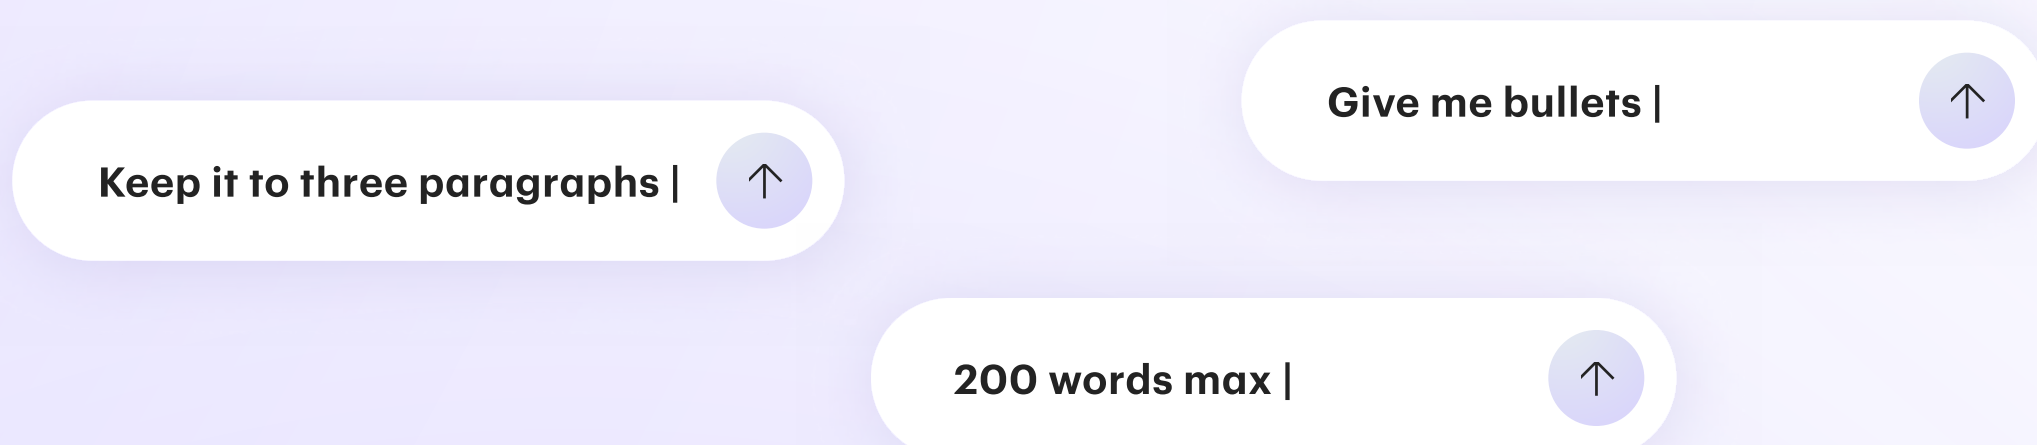 Keep it to three paragraphs |
Give me bullets |
200 words max |